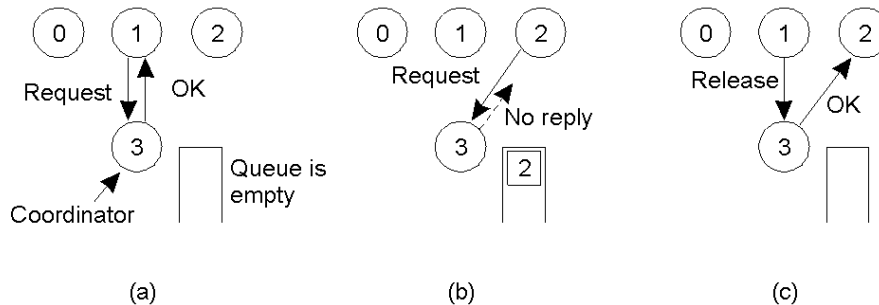 0 1 2
Request
OK
3
Coordinator
Queue is
empty
(a)
0 1 2
Request
No reply
3
2
(b)
0 1 2
Release
OK
3
(c)